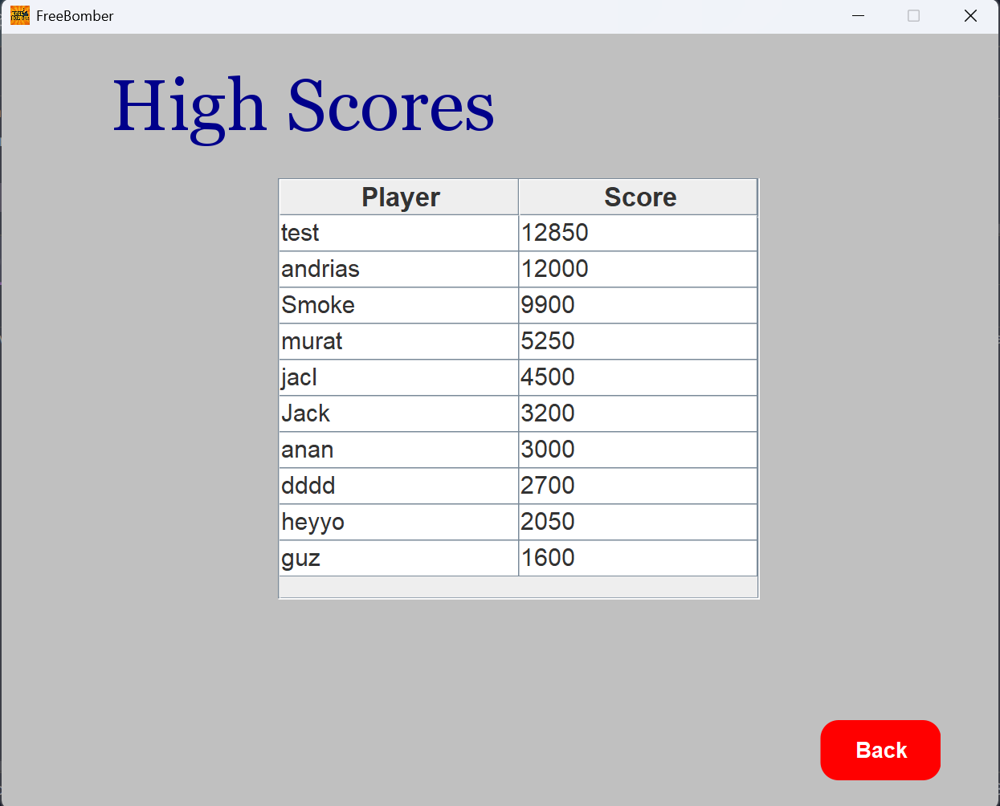 FreeBomber
High Scores
Player Score
test 12850
andrias 12000
Smoke 9900
murat 5250
jacl 4500
Jack 3200
anan 3000
dddd 2700
heyyo 2050
guz 1600
Back